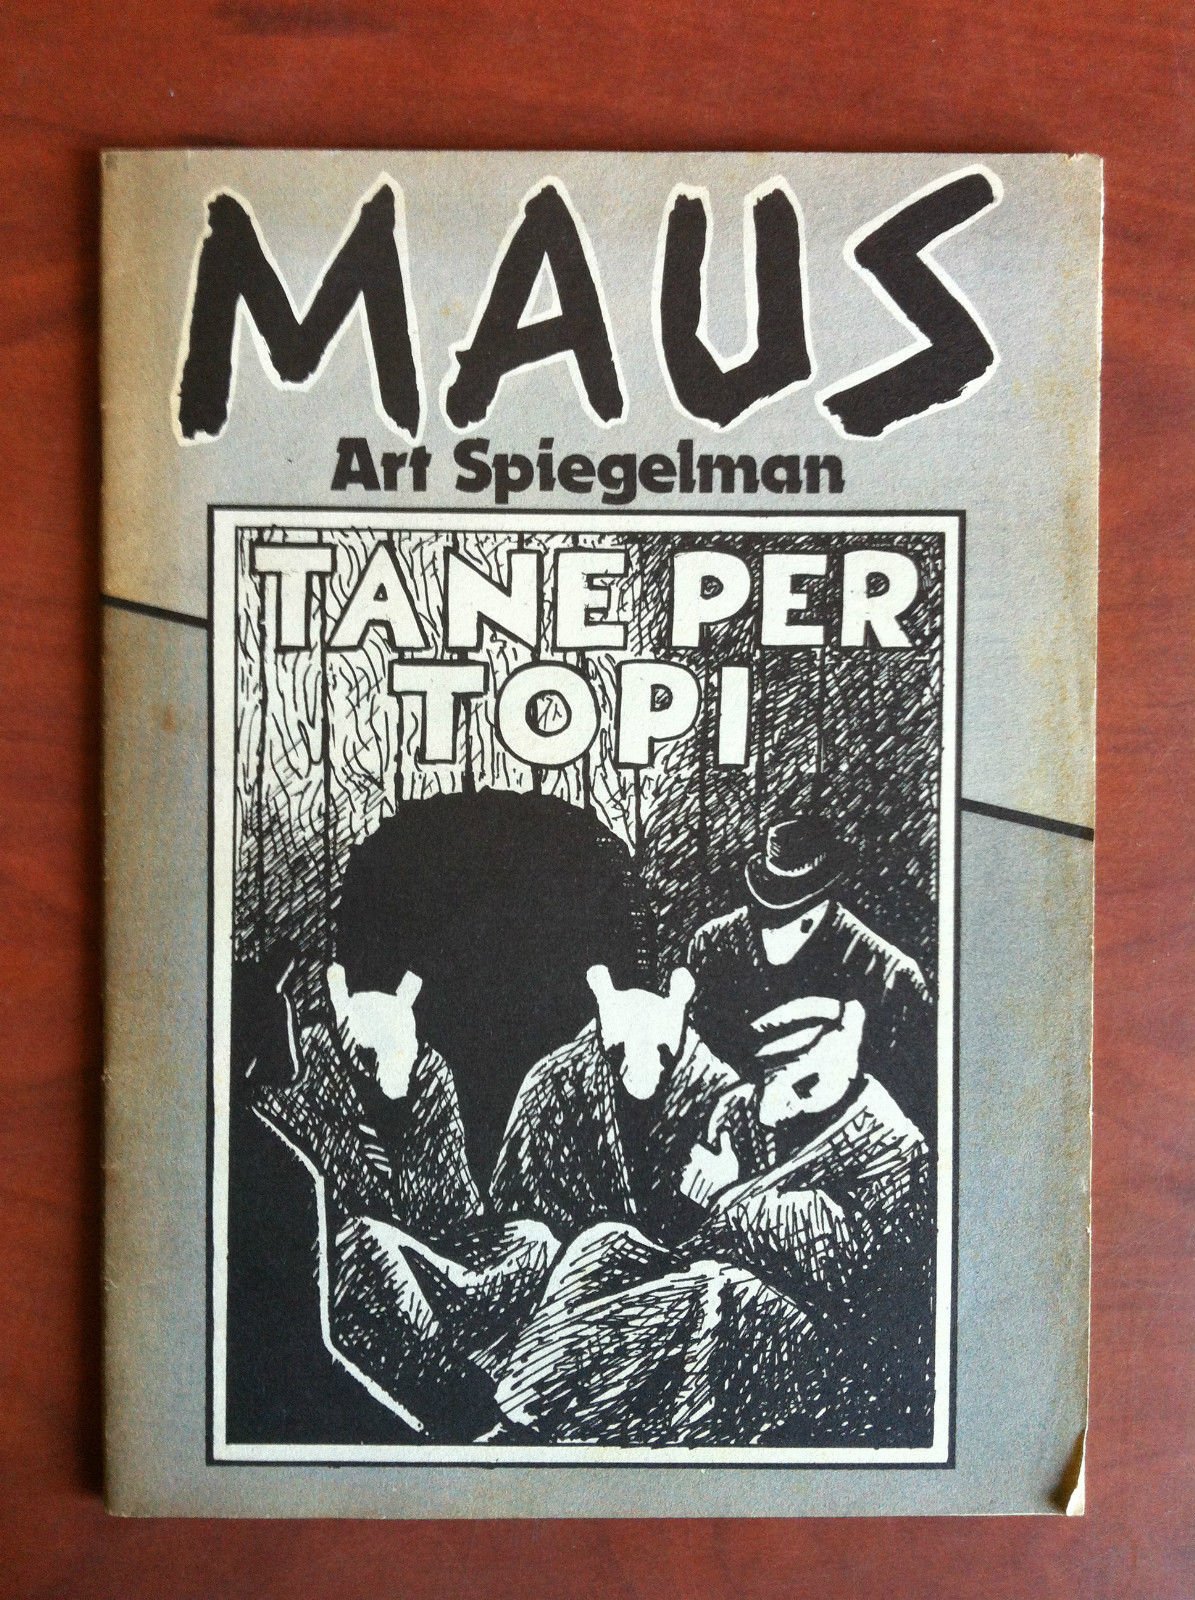 MAUS
Art Spiegelman
TANE PER
TOPI